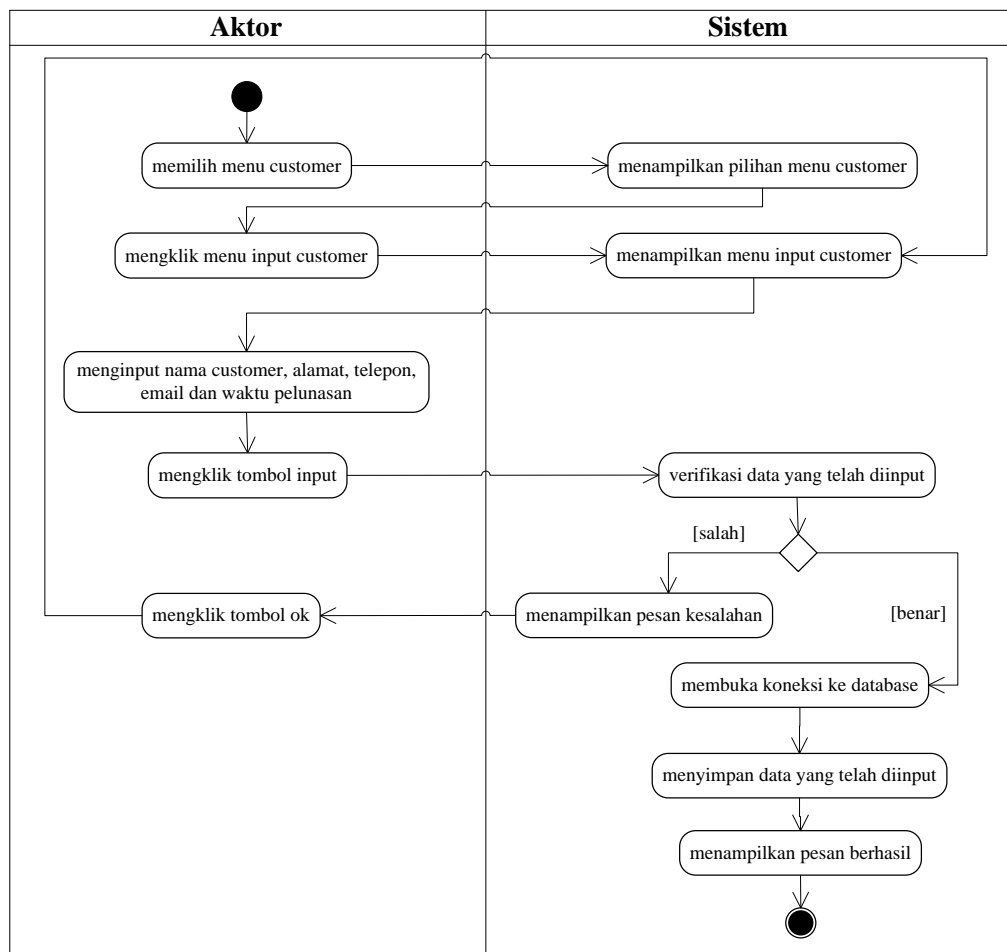 Aktor
Sistem
memilih menu customer
menampilkan pilihan menu customer
mengklik menu input customer
menampilkan menu input customer
menginput nama customer, alamat, telepon,
email dan waktu pelunasan
mengklik tombol input
verifikasi data yang telah diinput
[salah]
mengklik tombol ok
menampilkan pesan kesalahan
[benar]
membuka koneksi ke database
menyimpan data yang telah diinput
menampilkan pesan berhasil